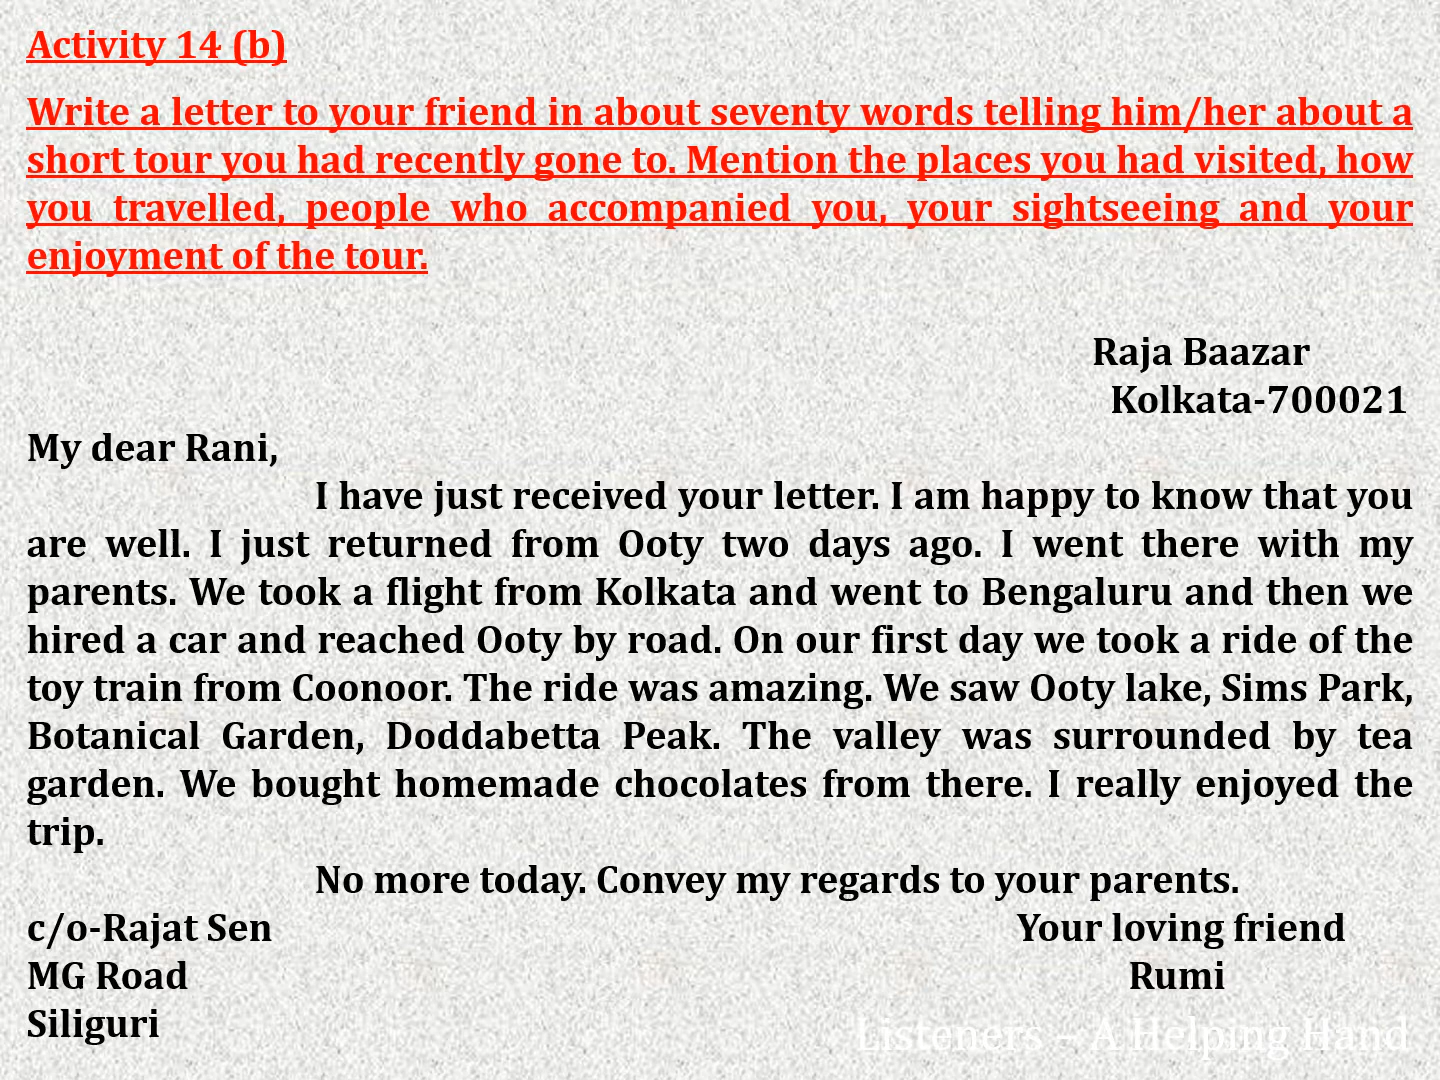 Activity 14 (b)
Write a letter to your friend in about seventy words telling him/her about a
short tour you had recently gone to. Mention the places you had visited, how
you travelled, people who accompanied you, your sightseeing and your
enjoyment of the tour.
Raja Baazar
Kolkata-700021
My dear Rani,
I have just received your letter. I am happy to know that you
are well. I just returned from Ooty two days ago. I went there with my
parents. We took a flight from Kolkata and went to Bengaluru and then we
hired a car and reached Ooty by road. On our first day we took a ride of the
toy train from Coonoor. The ride was amazing. We saw Ooty lake, Sims Park,
Botanical Garden, Doddabetta Peak. The valley was surrounded by tea
garden. We bought homemade chocolates from there. I really enjoyed the
trip.
No more today. Convey my regards to your parents.
c/o-Rajat Sen Your loving friend
MG Road Rumi
Siliguri
Listeners – A Helping Hand